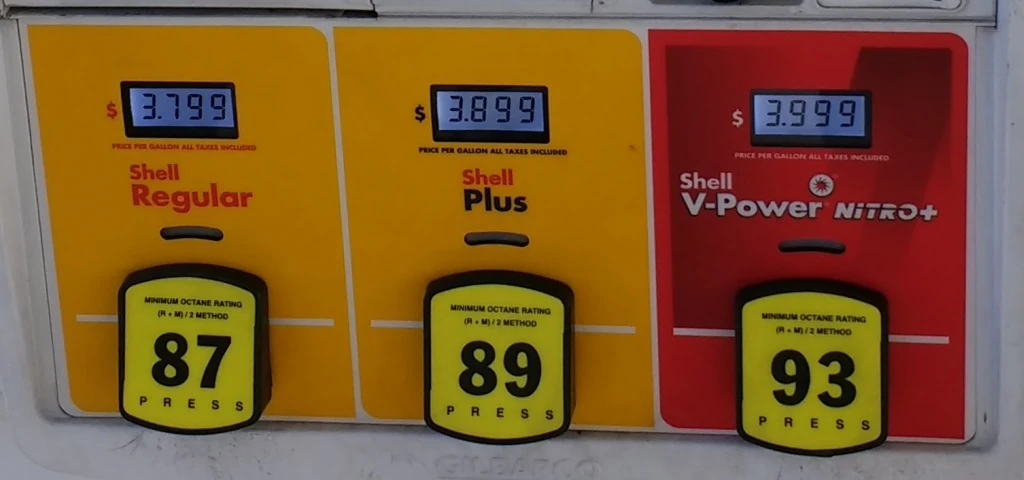 $ 3.799
PRICE PER GALLON ALL TAXES INCLUDED
Shell
Regular
MINIMUM OCTANE RATING
(R + M) / 2 METHOD
87
PRESS
$ 3.899
PRICE PER GALLON ALL TAXES INCLUDED
Shell
Plus
MINIMUM OCTANE RATING
(R + M) / 2 METHOD
89
PRESS
$ 3.999
PRICE PER GALLON ALL TAXES INCLUDED
Shell
V-Power NiTRO+
MINIMUM OCTANE RATING
(R + M) / 2 METHOD
93
PRESS
GILBARCO